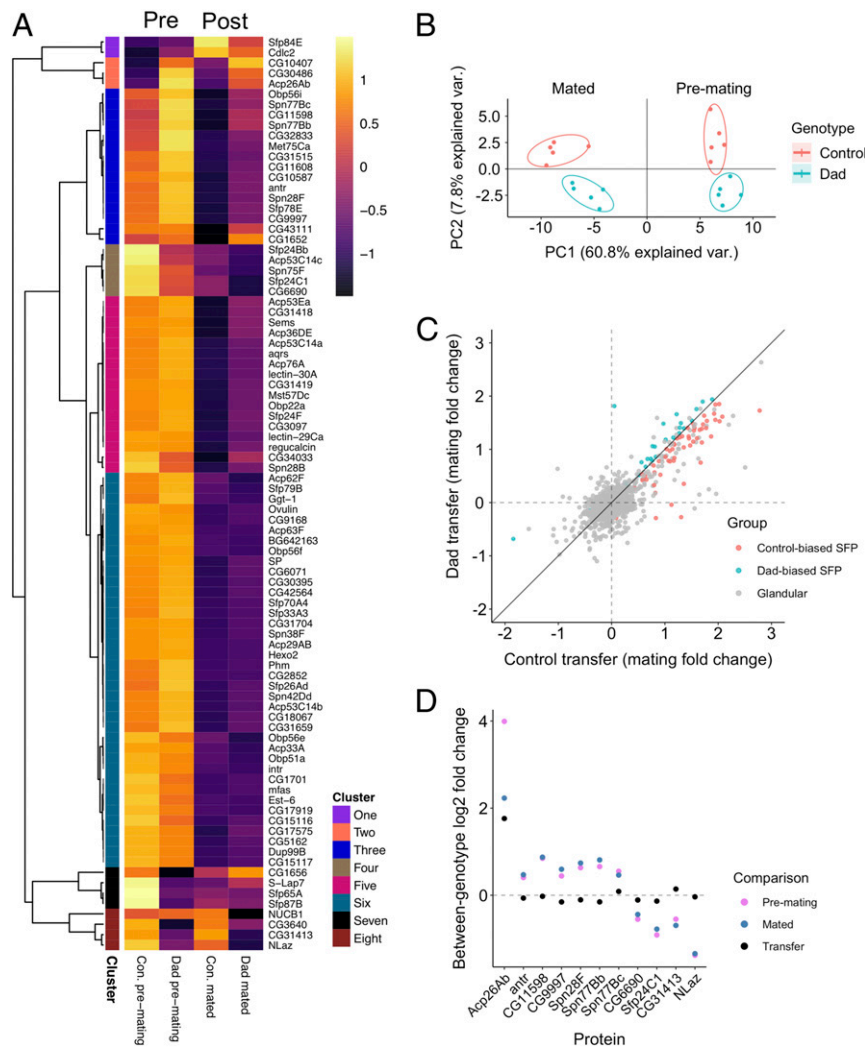 A
Pre Post
Sfp84E
Cdlc2
CG10407
CG30486
Acp26Ab
Obp56i
Spn77Bc
CG11598
Spn77Bb
CG32833
Met75Ca
CG31515
CG11608
CG10587
antr
Spn28F
Sfp78E
CG9997
CG43111
CG1652
Sfp24Bb
Acp53C14c
Spn75F
Sfp24C1
CG6690
Acp53Ea
CG31418
Sems
Acp36DE
Acp53C14a
aqrs
Acp76A
lectin-30A
CG31419
Mst57Dc
Obp22a
Sfp24F
CG3097
lectin-29Ca
regucalcin
CG34033
Spn28B
Acp62F
Sfp79B
Ggt-1
Ovulin
CG9168
Acp63F
BG642163
Obp56f
SP
CG6071
CG30395
CG42564
Sfp70A4
Sfp33A3
CG31704
Spn38F
Acp29AB
Hexo2
Phm
CG2852
Sfp26Ad
Spn42Dd
Acp53C14b
CG18067
CG31659
Obp56e
Acp33A
Obp51a
intr
CG1701
mfas
Est-6
CG17919
CG15116
CG17575
CG5162
Dup99B
CG15117
CG1656
S-Lap7
Sfp65A
Sfp87B
NUCB1
CG3640
CG31413
NLaz
1
0.5
0
−0.5
−1
Cluster
One
Two
Three
Four
Five
Six
Seven
Eight
Cluster
Con. pre−mating
Dad pre−mating
Con. mated
Dad mated
B
Mated Pre-mating
PC2 (7.8% explained var.)
5.0
2.5
0.0
-2.5
-10 -5 0 5 10
PC1 (60.8% explained var.)
Genotype
Control
Dad
C
Dad transfer (mating fold change)
3
2
1
0
-1
-2
-2 -1 0 1 2 3
Control transfer (mating fold change)
Group
Control-biased SFP
Dad-biased SFP
Glandular
D
Between-genotype log2 fold change
4
2
0
Acp26Ab
antr
CG11598
CG9997
Spn28F
Spn77Bb
Spn77Bc
CG6690
Sfp24C1
CG31413
NLaz
Protein
Comparison
Pre-mating
Mated
Transfer